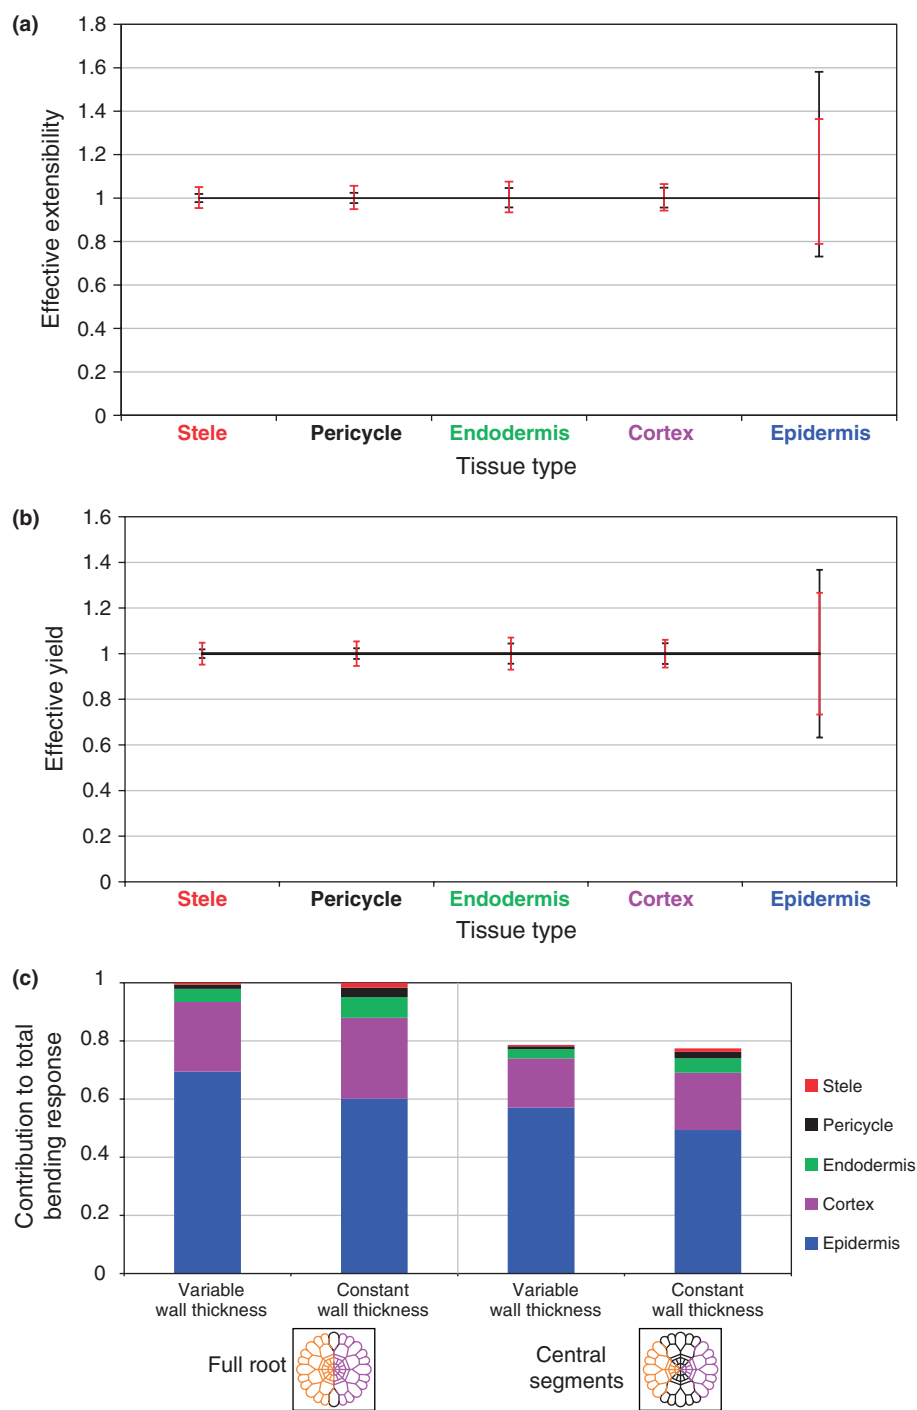 (a)
1.8
1.6
1.4
1.2
1
0.8
0.6
0.4
0.2
0
Effective extensibility
Stele Pericycle Endodermis Cortex Epidermis
Tissue type
(b)
1.6
1.4
1.2
1
0.8
0.6
0.4
0.2
0
Effective yield
Stele Pericycle Endodermis Cortex Epidermis
Tissue type
(c)
1
0.8
0.6
0.4
0.2
0
Contribution to total
bending response
Stele
Pericycle
Endodermis
Cortex
Epidermis
Variable Constant Variable Constant
wall thickness wall thickness wall thickness wall thickness
Full root
Central
segments